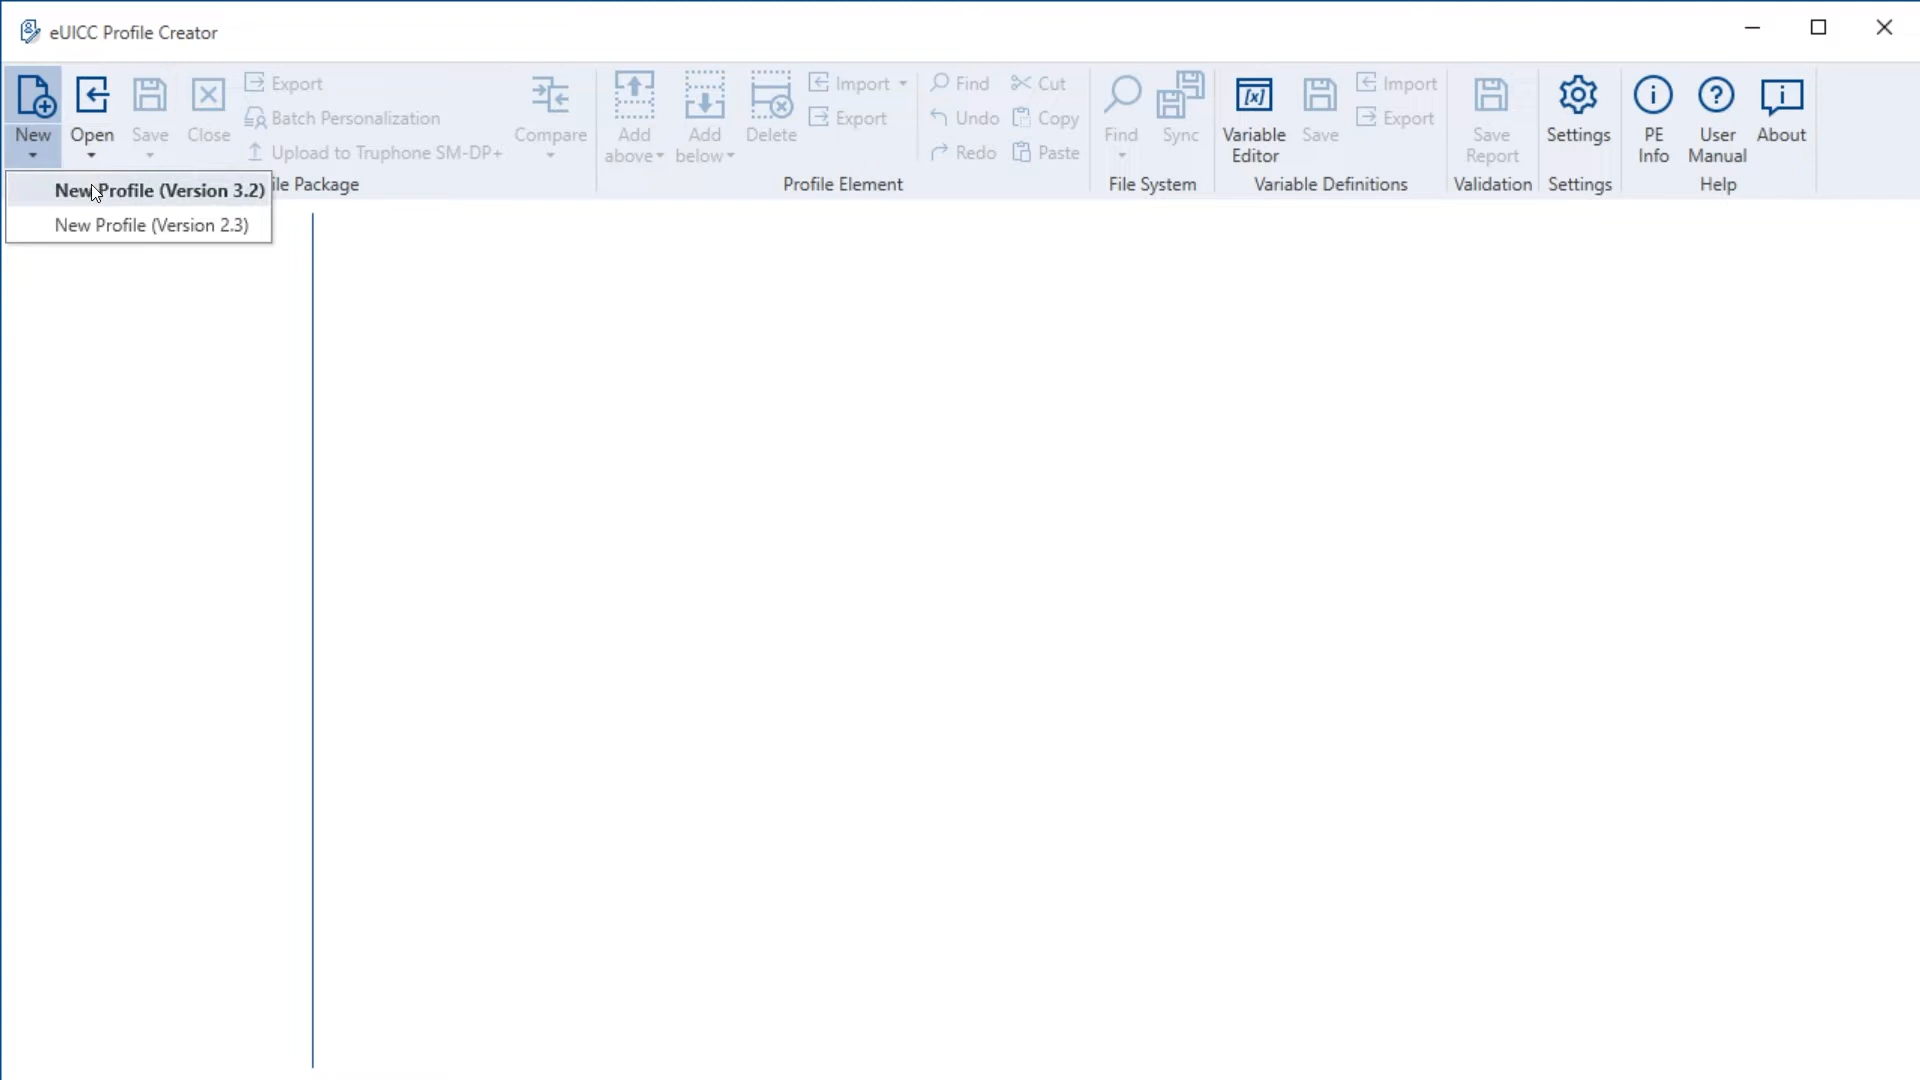 eUICC Profile Creator
New
Open
Save
Close
Export
Batch Personalization
Upload to Truphone SM-DP+
Compare
Add above
Add below
Delete
Import
Export
Find
Undo
Redo
Cut
Copy
Paste
Find
Sync
Variable Editor
Save
Import
Export
Save Report
Settings
PE Info
User Manual
About
Package
Profile Element
File System
Variable Definitions
Validation
Settings
Help
New Profile (Version 3.2)
New Profile (Version 2.3)